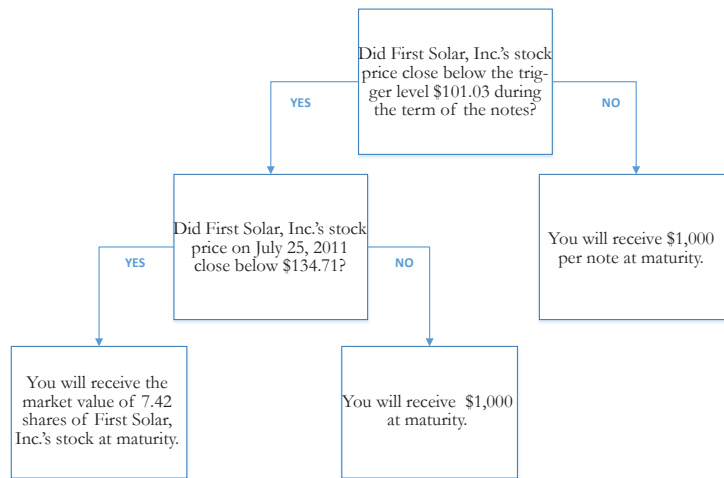 Did First Solar, Inc.'s stock
price close below the trig-
ger level $101.03 during
the term of the notes?
YES
NO
Did First Solar, Inc.'s stock
price on July 25, 2011
close below $134.71?
You will receive $1,000
per note at maturity.
YES
NO
You will receive the
market value of 7.42
shares of First Solar,
Inc.'s stock at maturity.
You will receive $1,000
at maturity.